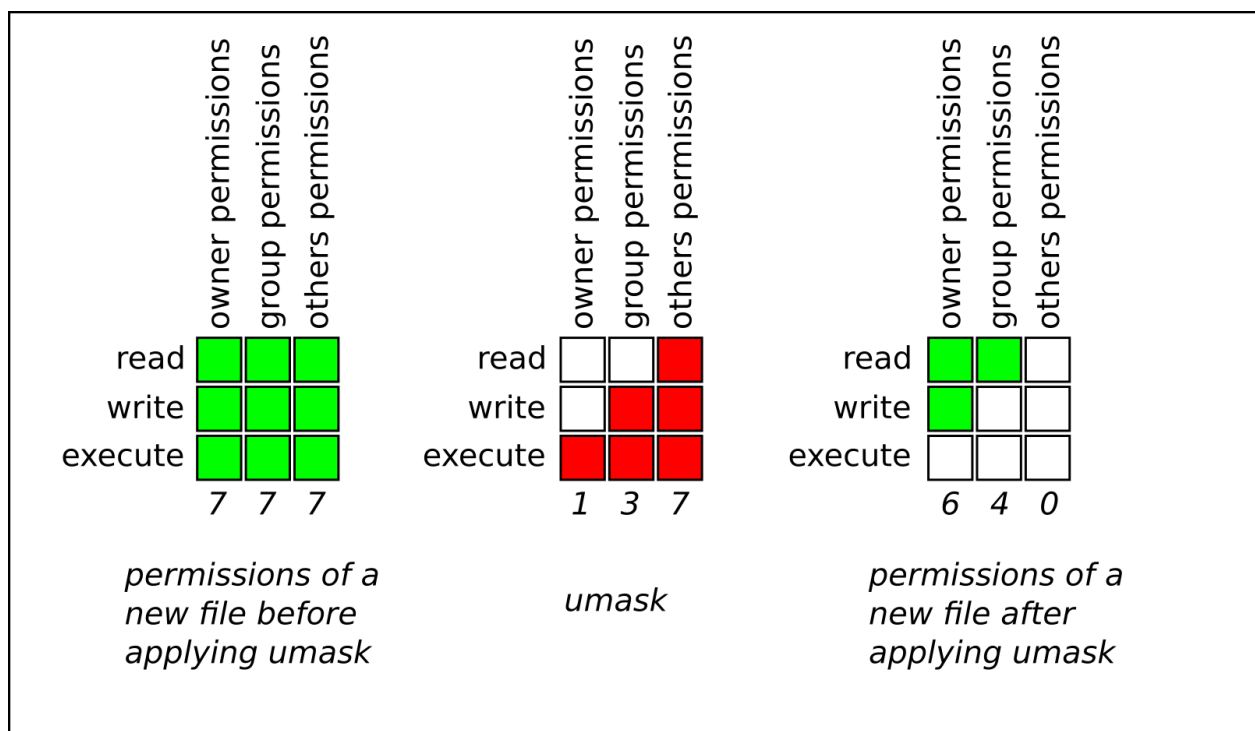 owner permissions
group permissions
others permissions
read
write
execute
7 7 7
permissions of a
new file before
applying umask
owner permissions
group permissions
others permissions
read
write
execute
1 3 7
umask
owner permissions
group permissions
others permissions
read
write
execute
6 4 0
permissions of a
new file after
applying umask